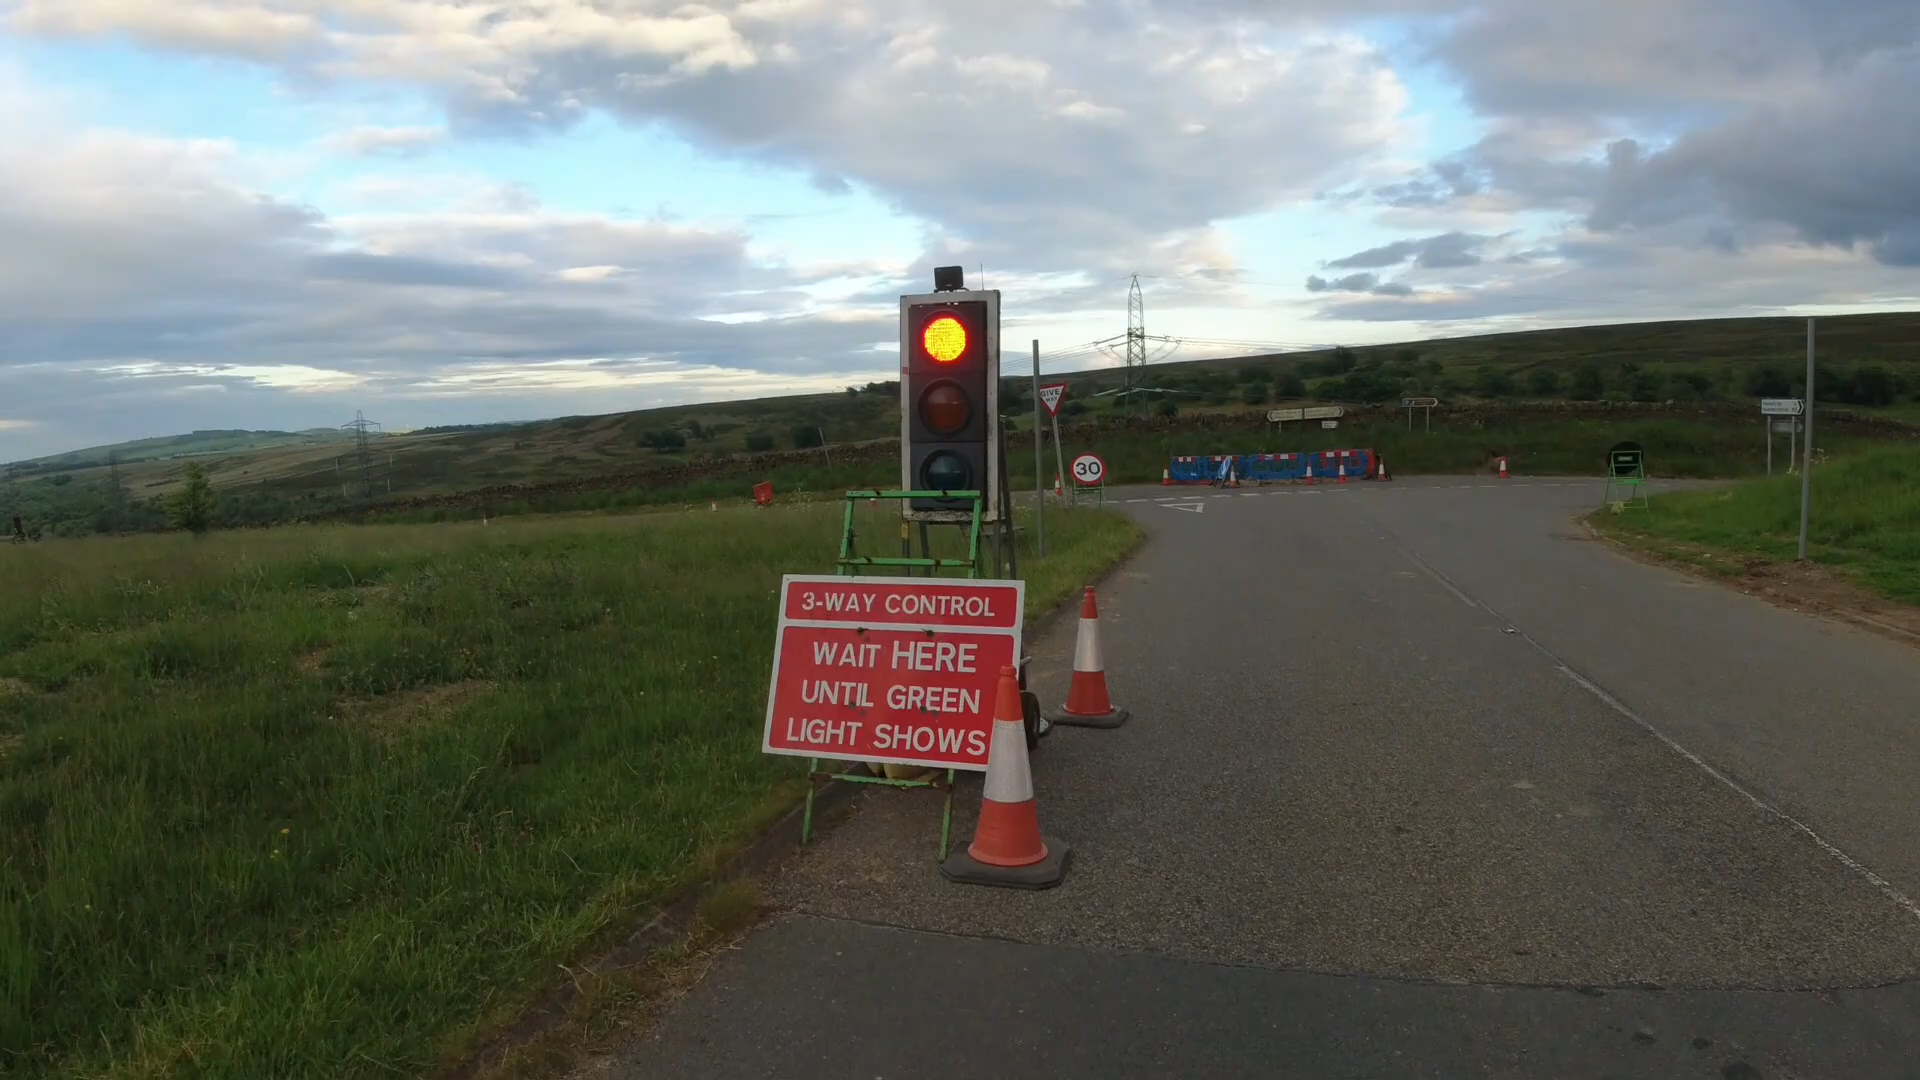 3-WAY CONTROL
WAIT HERE
UNTIL GREEN
LIGHT SHOWS
GIVE
WAY
30